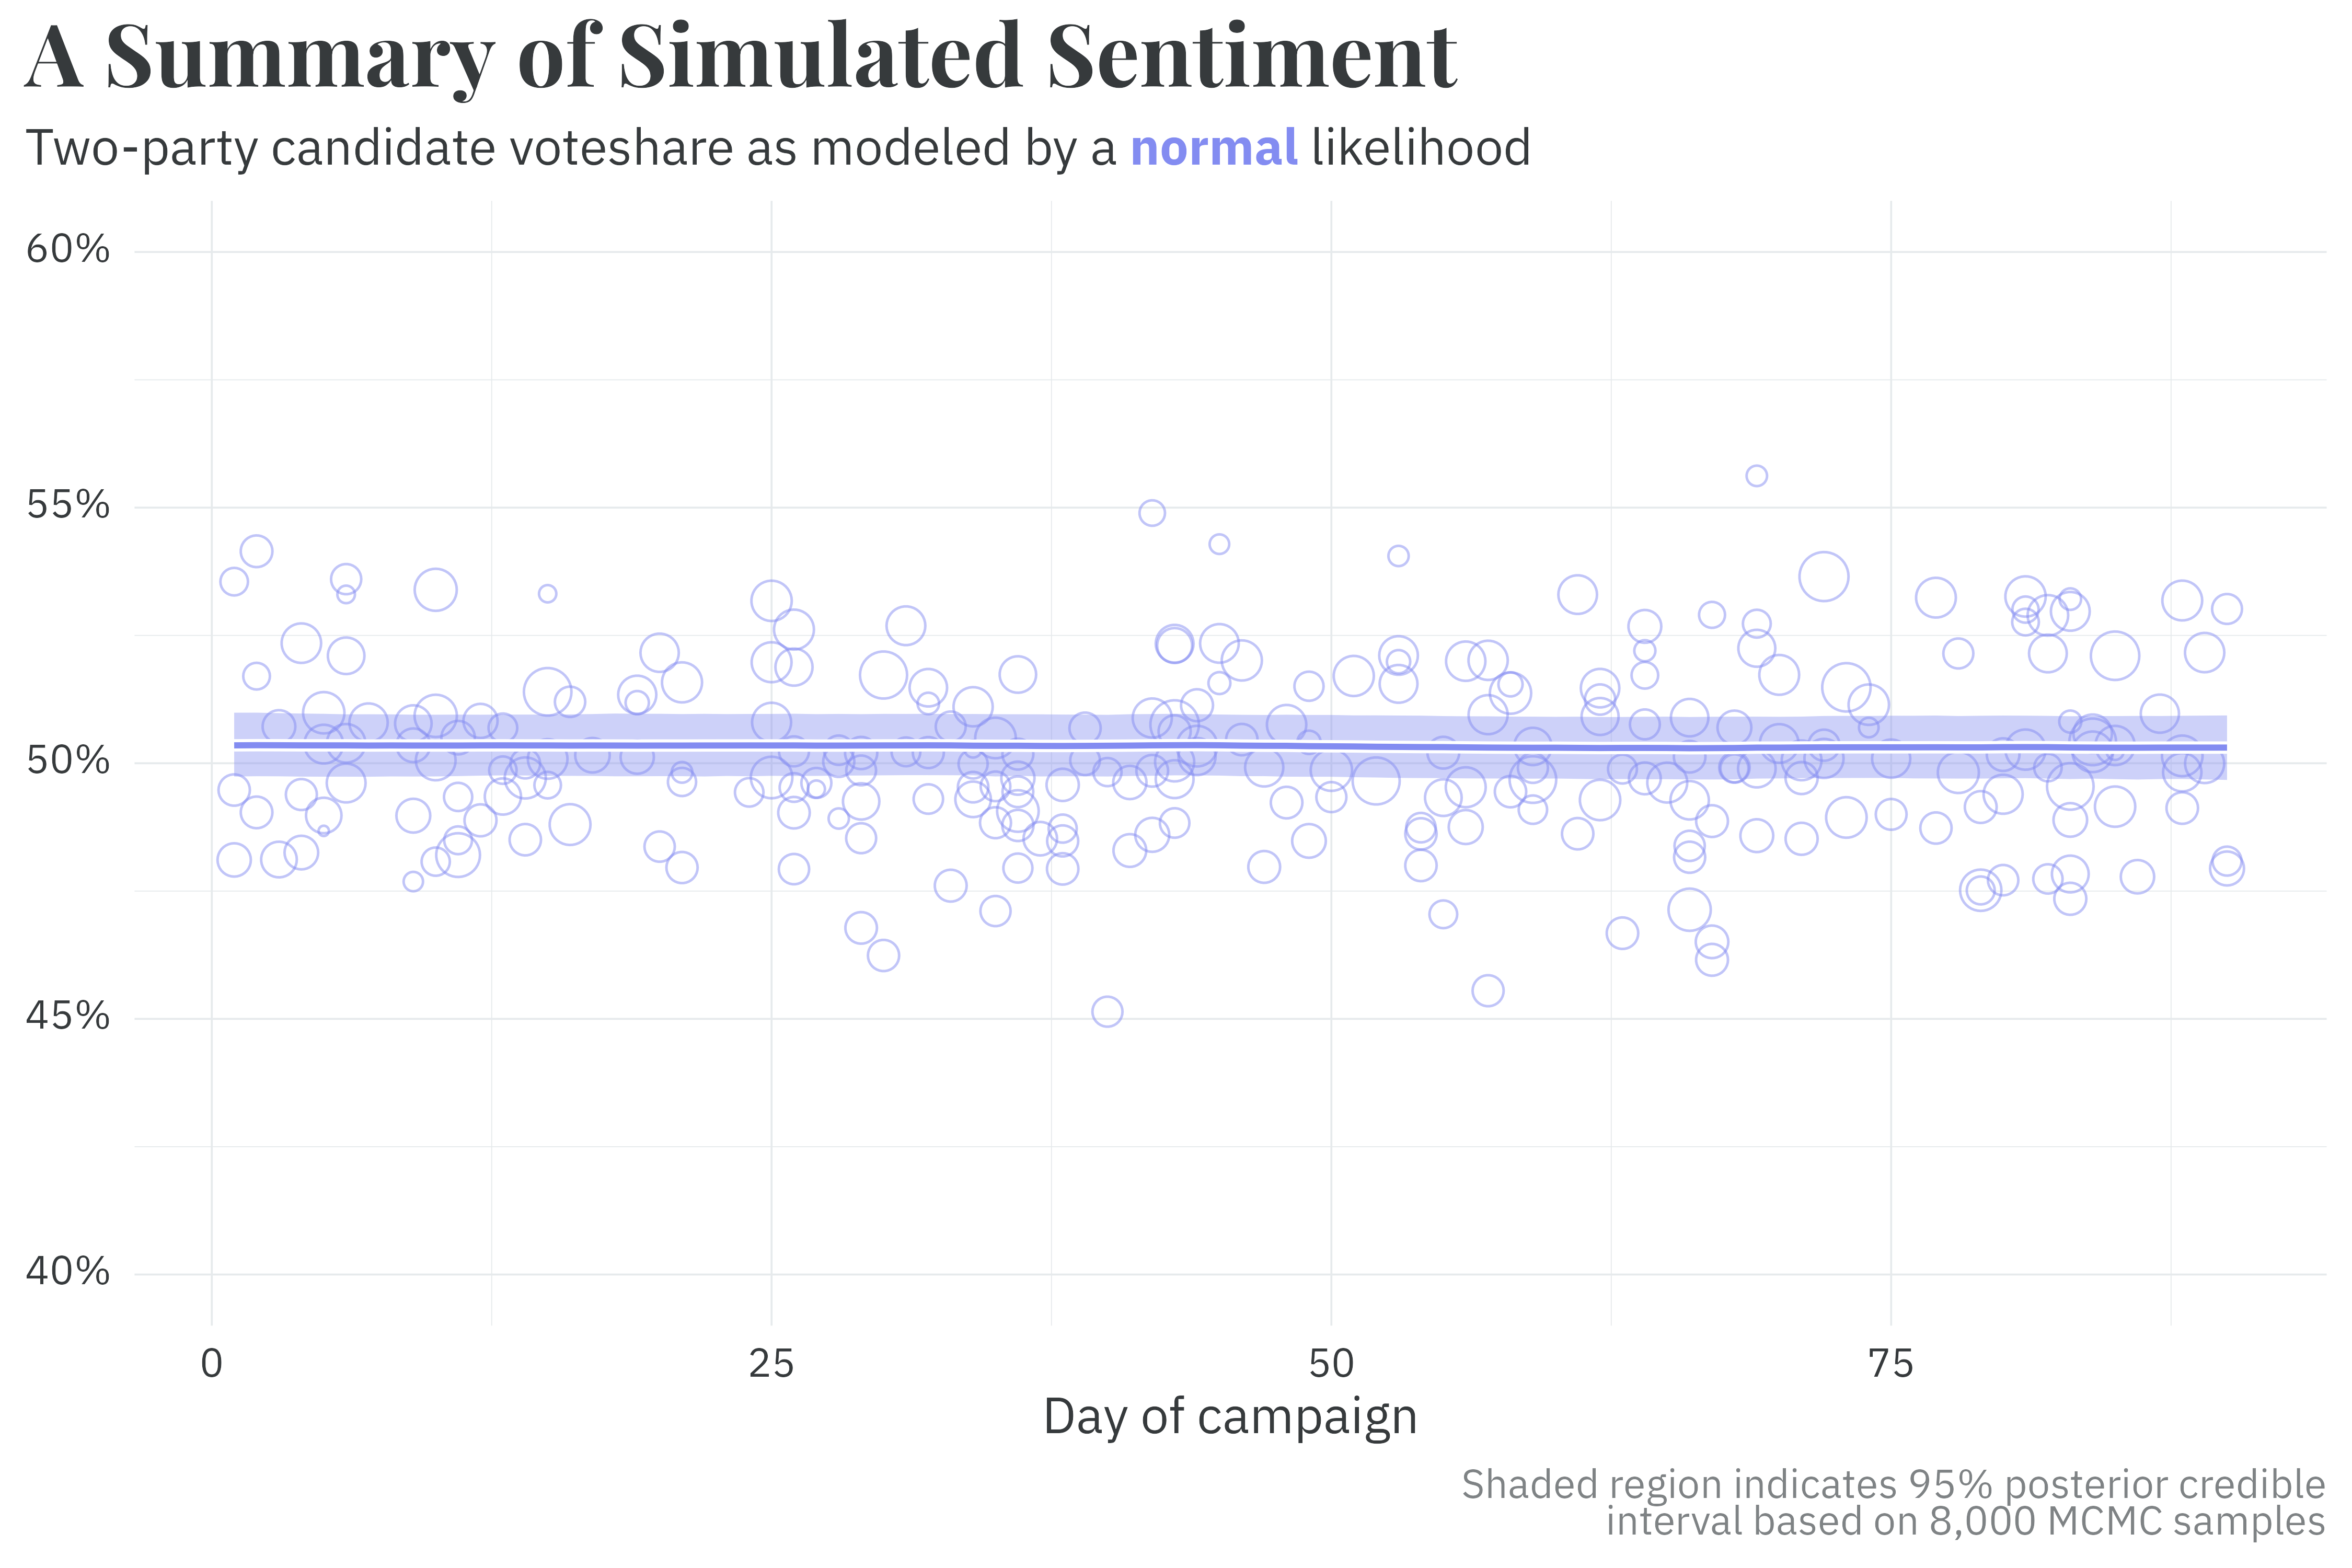 A Summary of Simulated Sentiment
Two-party candidate voteshare as modeled by a normal likelihood
60%
55%
50%
45%
40%
0 25 50 75
Day of campaign
Shaded region indicates 95% posterior credible
interval based on 8,000 MCMC samples